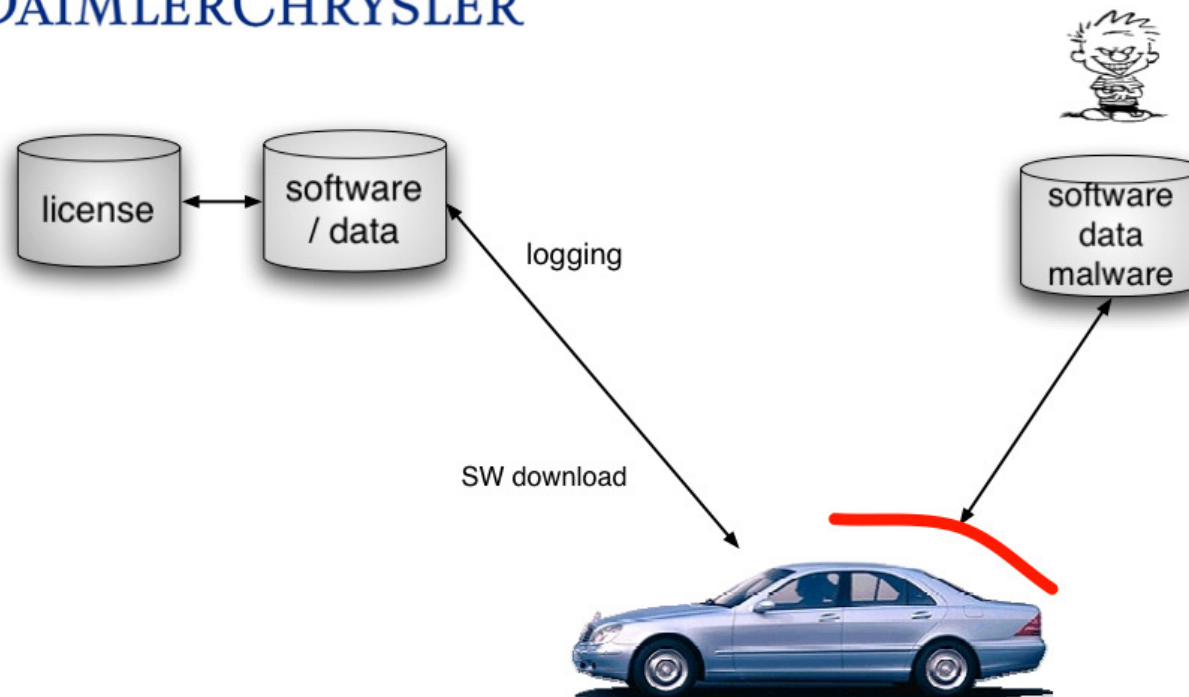 DAIMLERCHRYSLER
license
software
/ data
logging
SW download
software
data
malware